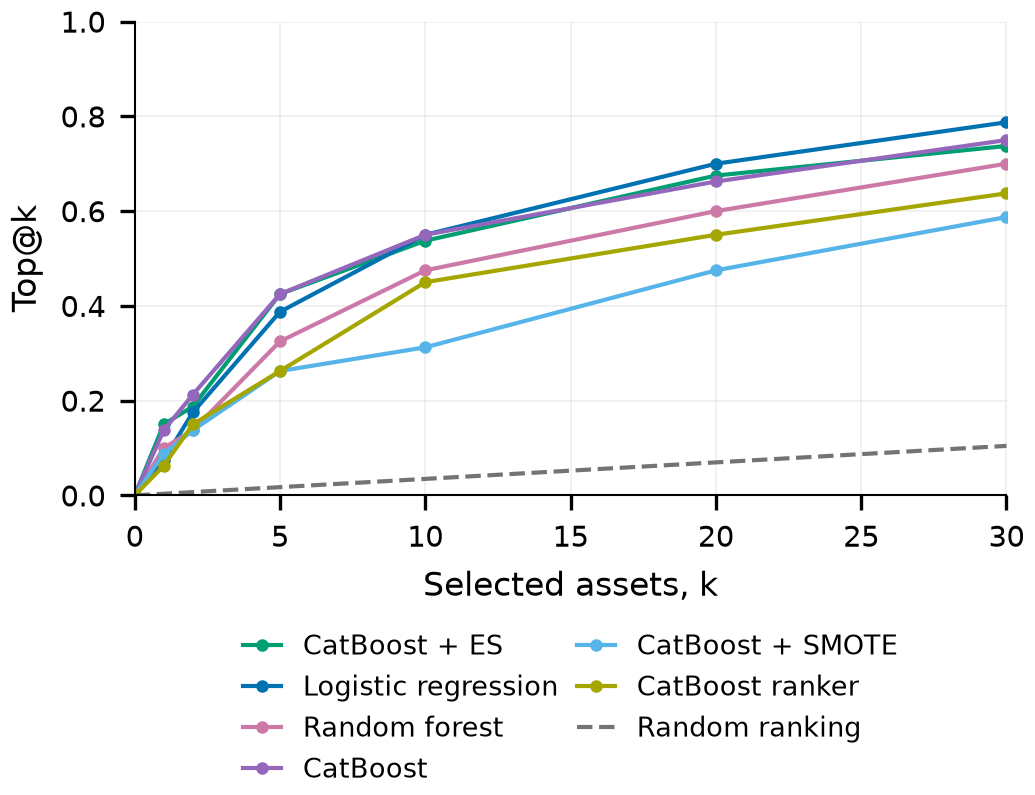 1.0
0.8
0.6
0.4
0.2
0.0
Top@k
0 5 10 15 20 25 30
Selected assets, k
CatBoost + ES
Logistic regression
Random forest
CatBoost
CatBoost + SMOTE
CatBoost ranker
Random ranking